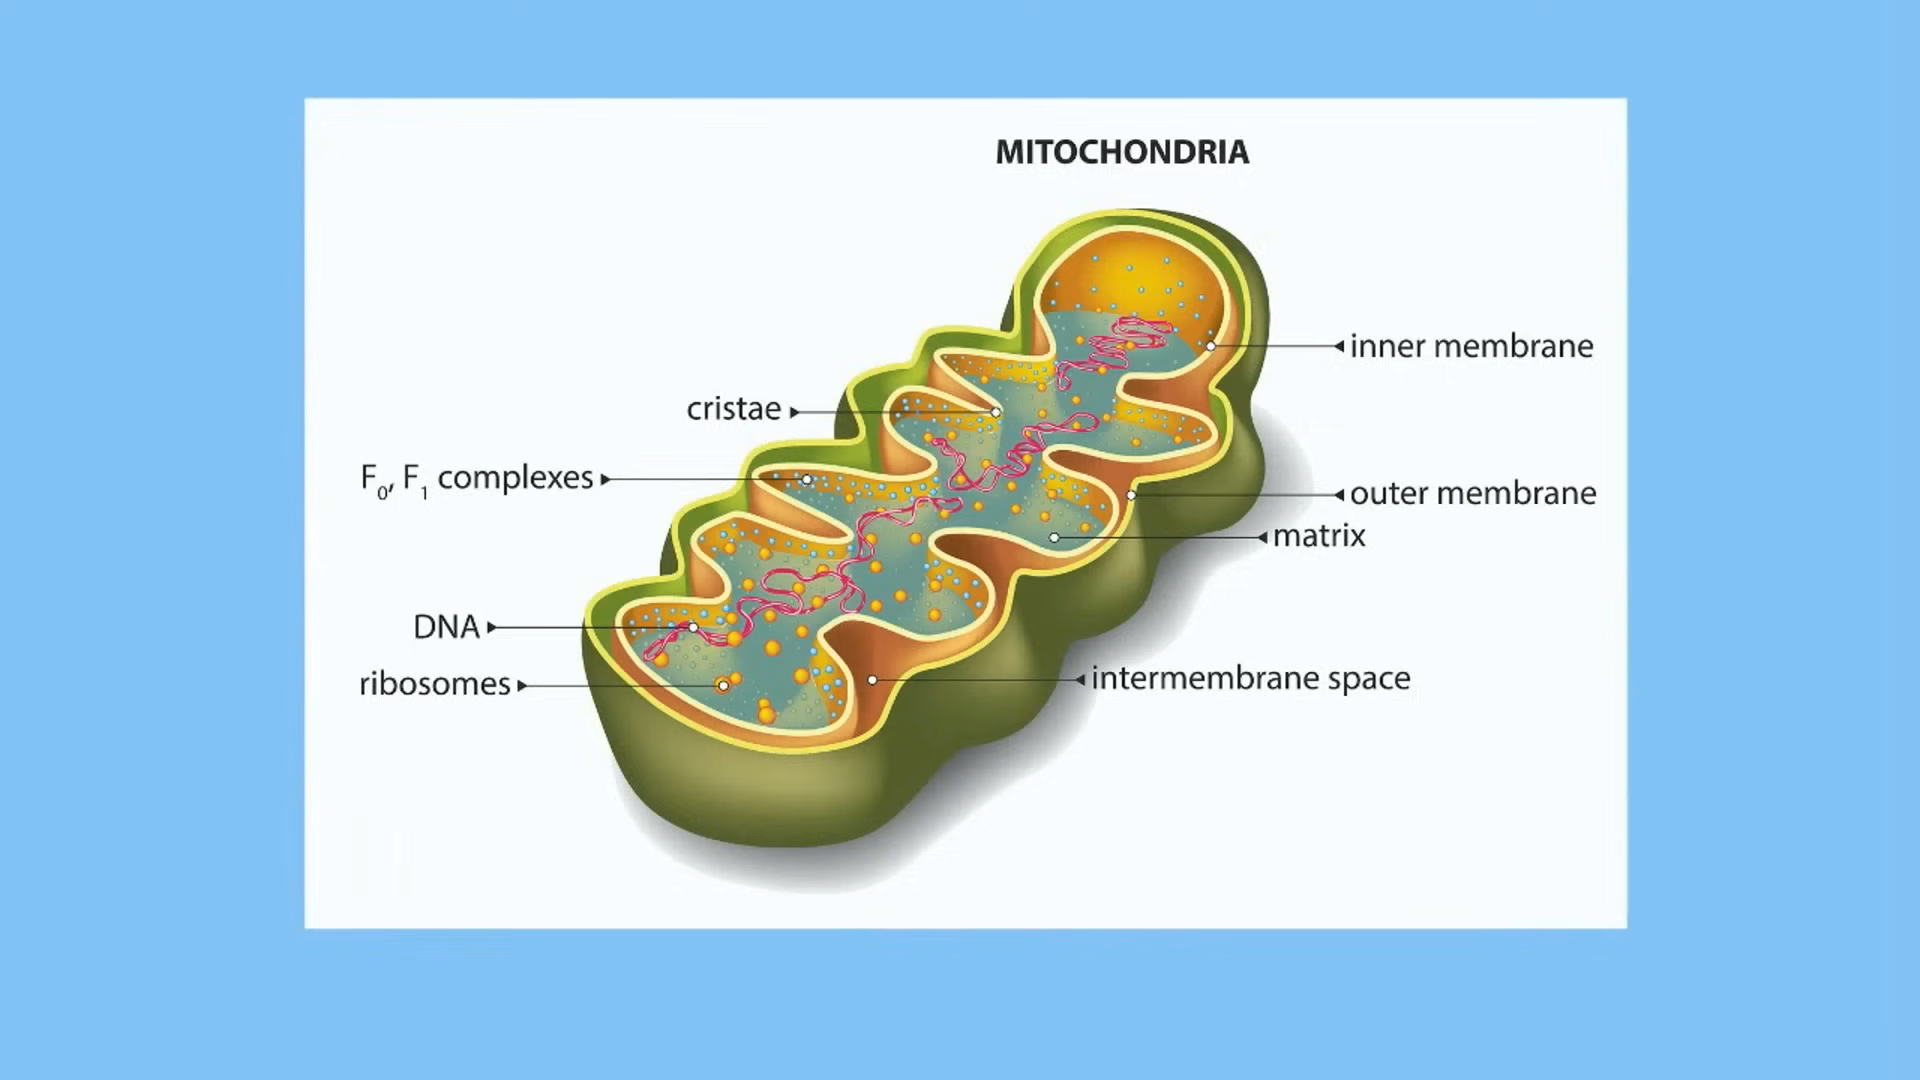 MITOCHONDRIA
inner membrane
cristae
F₀, F₁ complexes
outer membrane
matrix
DNA
ribosomes
intermembrane space